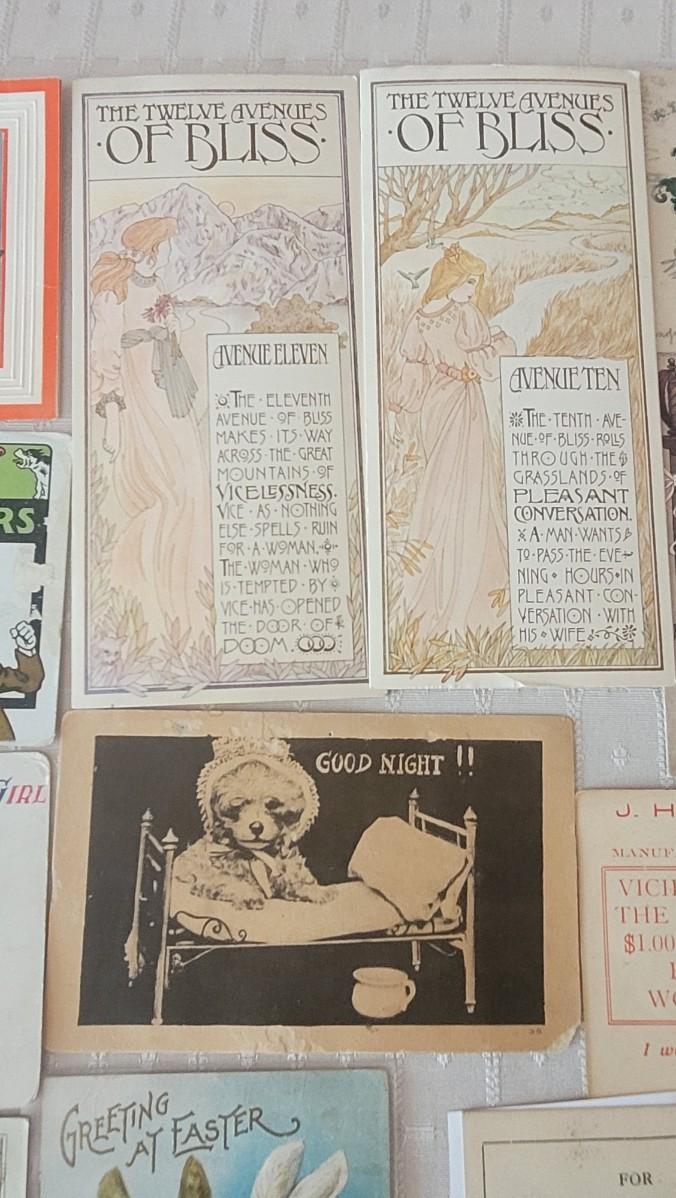 THE TWELVE AVENUES
·OF BLISS·
AVENUE ELEVEN
THE · ELEVENTH
AVENUE · OF · BLISS
MAKES · ITS · WAY
ACROSS · THE · GREAT
MOUNTAINS · OF
VICELESSNESS.
VICE · AS · NOTHING
ELSE · SPELLS · RUIN
FOR · A · WOMAN.
THE · WOMAN · WHO
IS · TEMPTED · BY
VICE · HAS · OPENED
THE · DOOR · OF
DOOM.
THE TWELVE AVENUES
·OF BLISS·
AVENUE TEN
THE · TENTH · AVE-
NUE · OF · BLISS · ROLLS
THROUGH · THE
GRASSLANDS · OF
PLEASANT
CONVERSATION.
A · MAN · WANTS
TO · PASS · THE · EVE-
NING · HOURS · IN
PLEASANT · CON-
VERSATION · WITH
HIS · WIFE
RS
GIRL
GOOD NIGHT !!
J. H
MANUFA
VICI
THE
$1.00
WO
I w
GREETING
AT EASTER
FOR